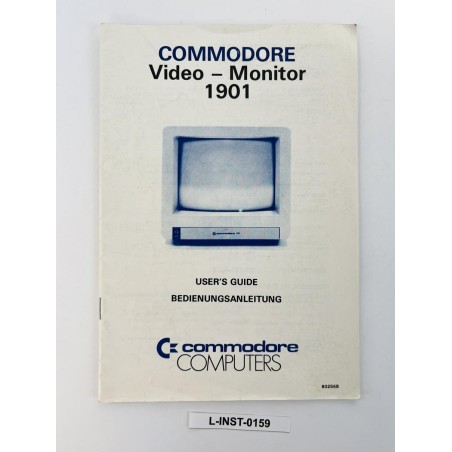 COMMODORE
Video – Monitor
1901
USER'S GUIDE
BEDIENUNGSANLEITUNG
commodore
COMPUTERS
L-INST-0159